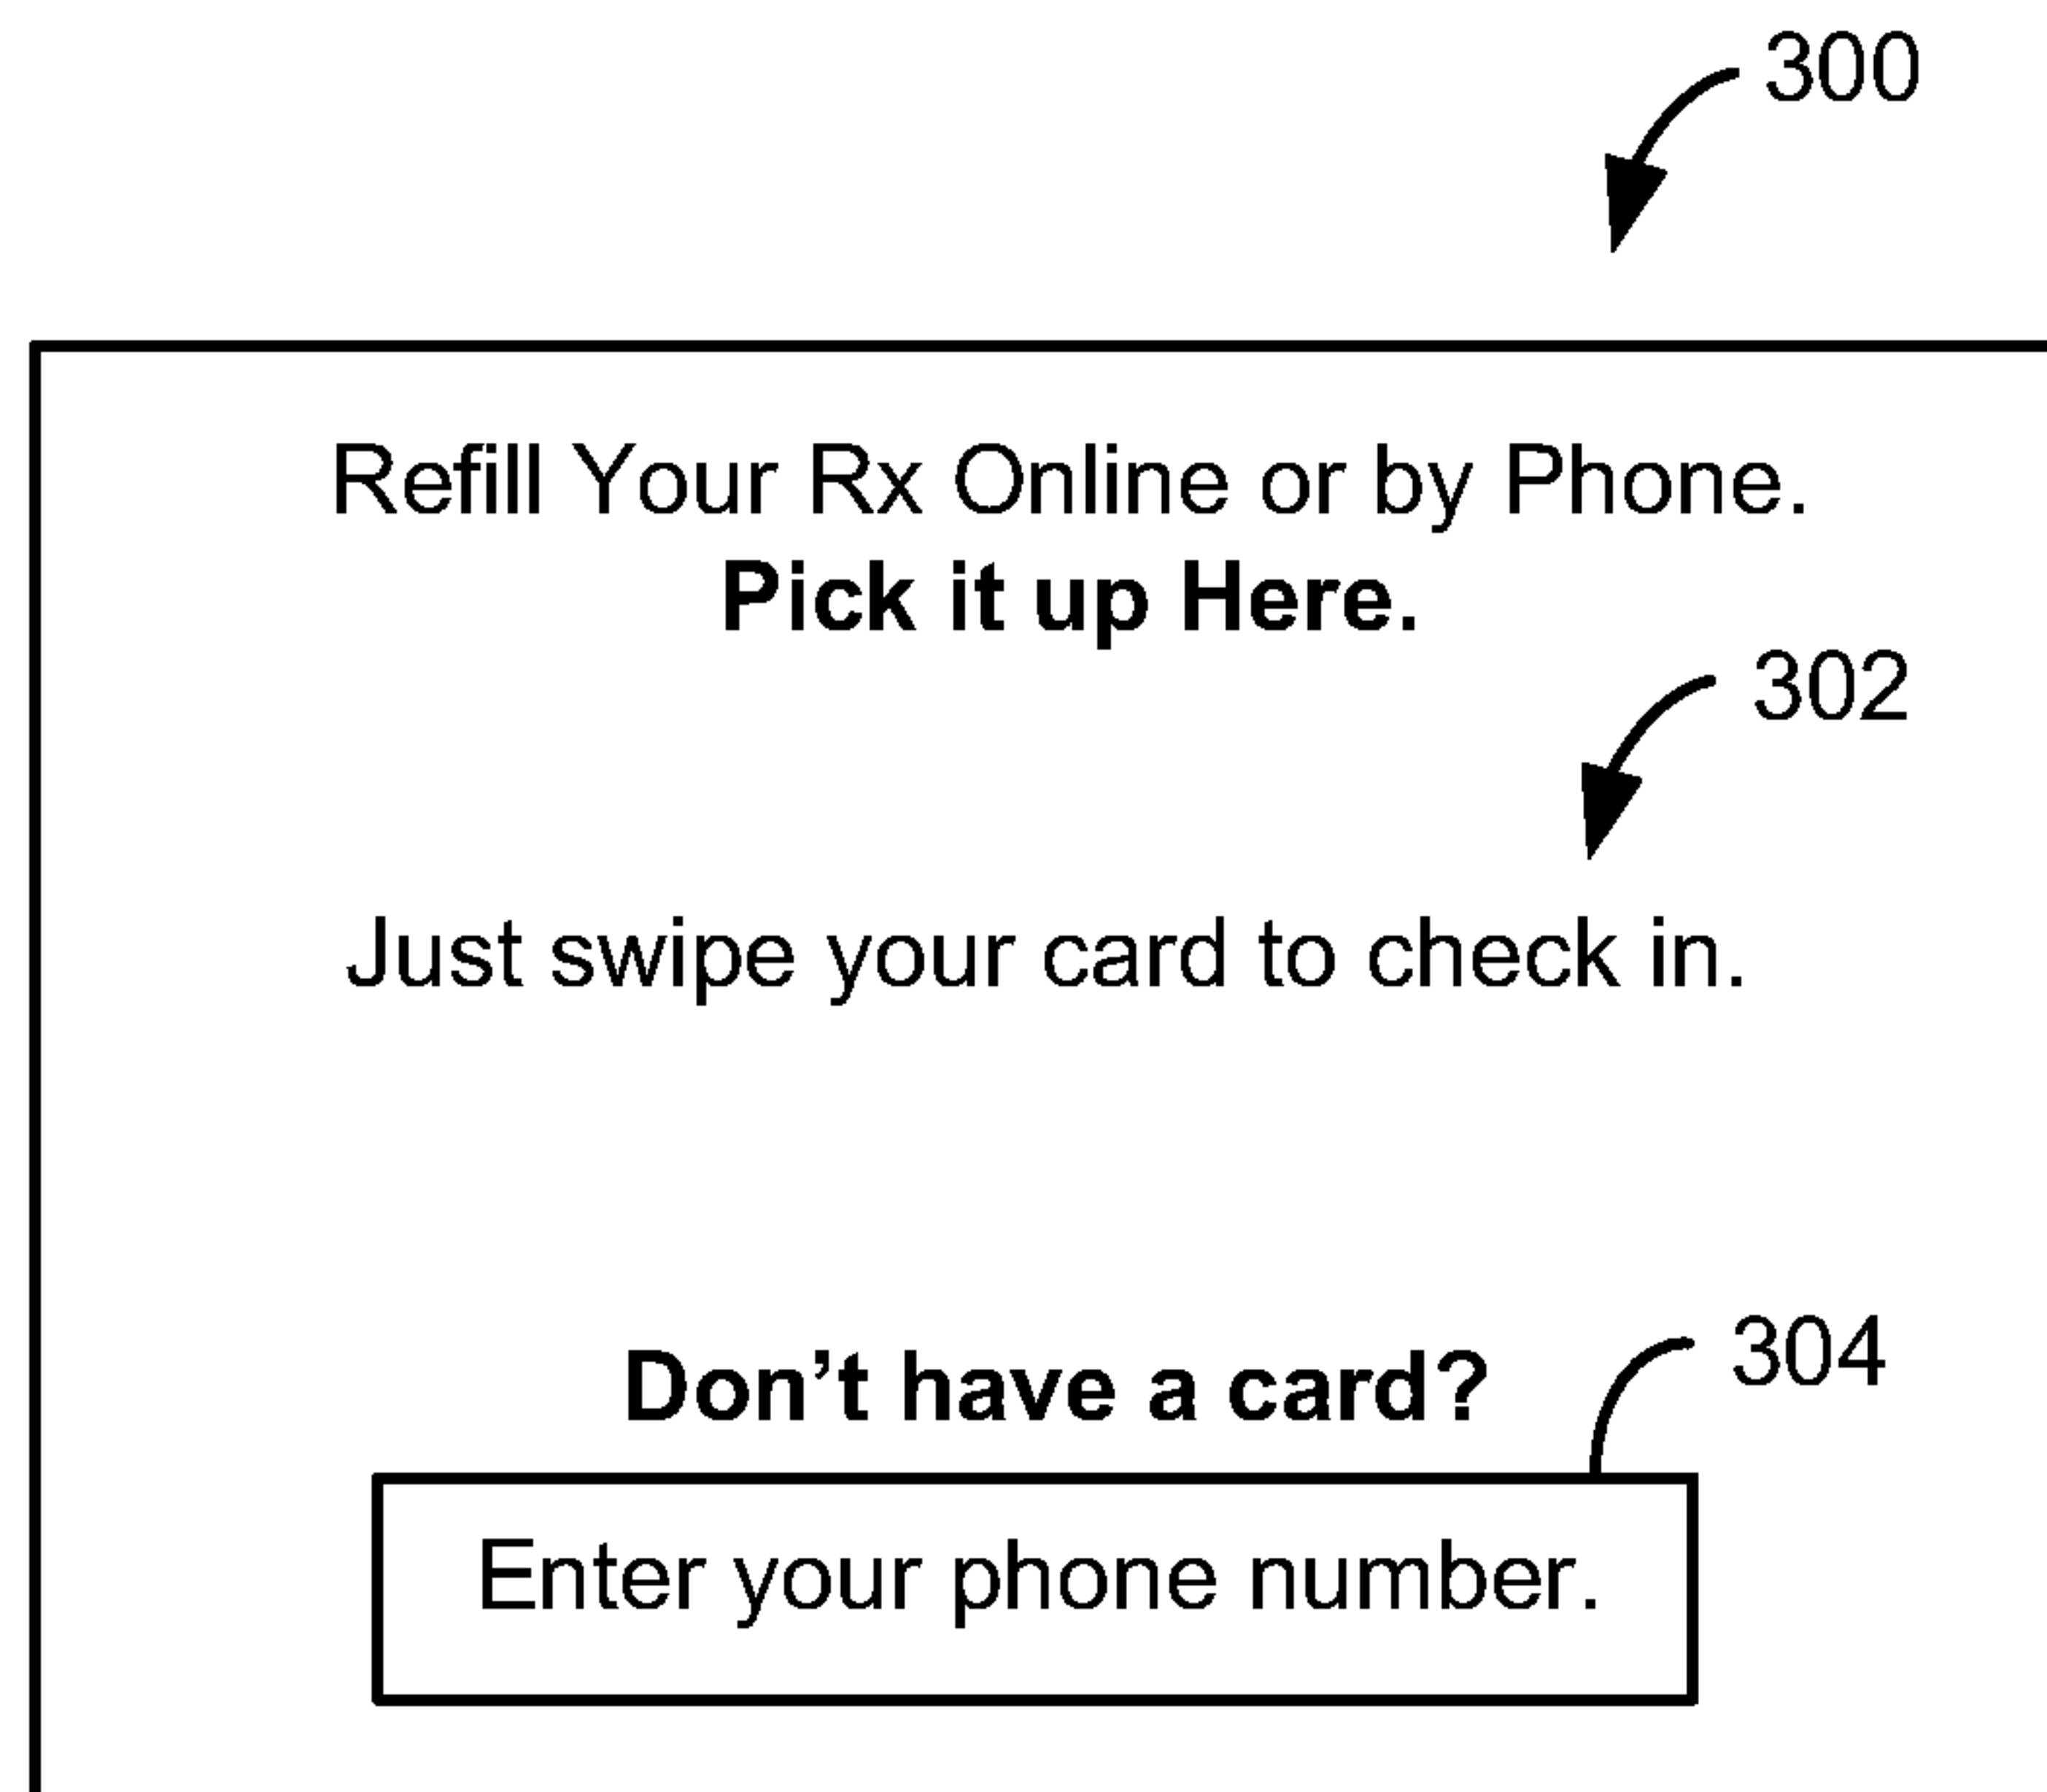 300
Refill Your Rx Online or by Phone.
Pick it up Here.
302
Just swipe your card to check in.
304
Don’t have a card?
Enter your phone number.